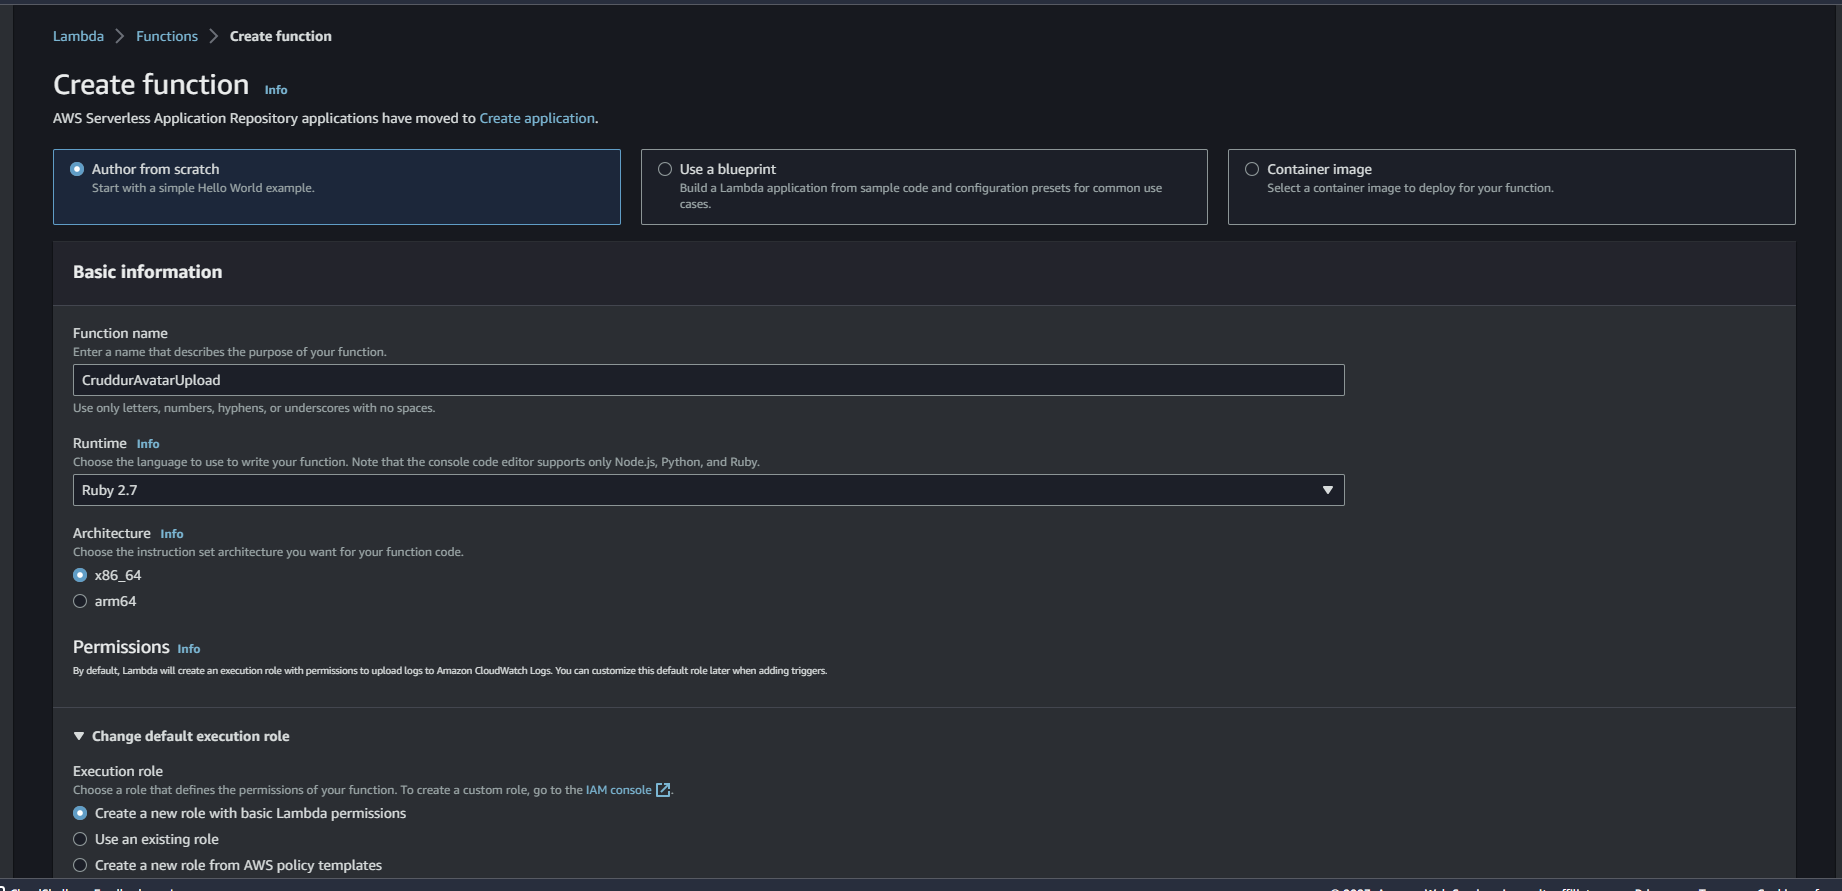 Lambda > Functions > Create function
Create function Info
AWS Serverless Application Repository applications have moved to Create application.
Author from scratch
Start with a simple Hello World example.
Use a blueprint
Build a Lambda application from sample code and configuration presets for common use
cases.
Container image
Select a container image to deploy for your function.
Basic information
Function name
Enter a name that describes the purpose of your function.
CruddurAvatarUpload
Use only letters, numbers, hyphens, or underscores with no spaces.
Runtime Info
Choose the language to use to write your function. Note that the console code editor supports only Node.js, Python, and Ruby.
Ruby 2.7
Architecture Info
Choose the instruction set architecture you want for your function code.
x86_64
arm64
Permissions Info
By default, Lambda will create an execution role with permissions to upload logs to Amazon CloudWatch Logs. You can customize this default role later when adding triggers.
Change default execution role
Execution role
Choose a role that defines the permissions of your function. To create a custom role, go to the IAM console.
Create a new role with basic Lambda permissions
Use an existing role
Create a new role from AWS policy templates